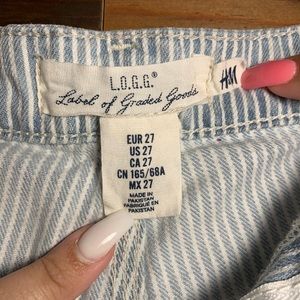 L.O.G.G.
Label of Graded Goods
H&M
EUR 27
US 27
CA 27
CN 165/68A
MX 27
MADE IN
PAKISTAN
FABRIQUÉ EN
PAKISTAN